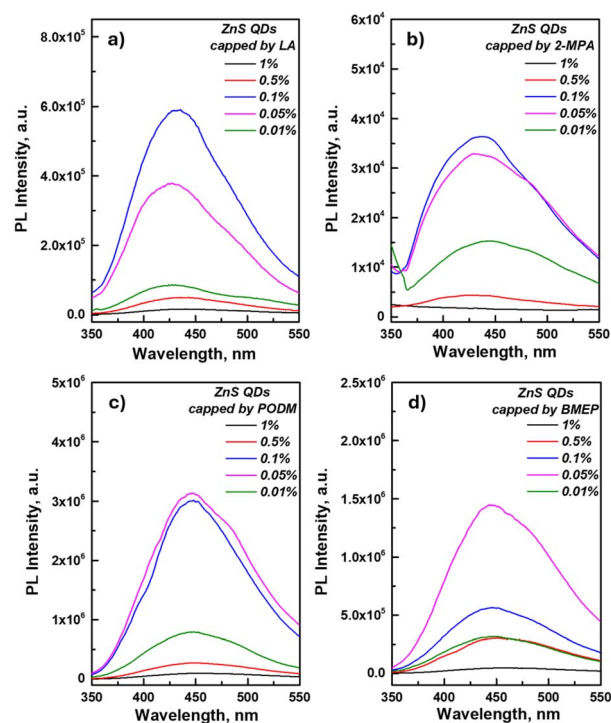 a)
ZnS QDs
capped by LA
1%
0.5%
0.1%
0.05%
0.01%
8.0x10⁵
6.0x10⁵
4.0x10⁵
2.0x10⁵
0.0
PL Intensity, a.u.
350 400 450 500 550
Wavelength, nm
b)
ZnS QDs
capped by 2-MPA
1%
0.5%
0.1%
0.05%
0.01%
6x10⁴
5x10⁴
4x10⁴
3x10⁴
2x10⁴
1x10⁴
0
PL Intensity, a.u.
350 400 450 500 550
Wavelength, nm
c)
ZnS QDs
capped by PODM
1%
0.5%
0.1%
0.05%
0.01%
5x10⁶
4x10⁶
3x10⁶
2x10⁶
1x10⁶
0
PL Intensity, a.u.
350 400 450 500 550
Wavelength, nm
d)
ZnS QDs
capped by BMEP
1%
0.5%
0.1%
0.05%
0.01%
2.5x10⁶
2.0x10⁶
1.5x10⁶
1.0x10⁶
5.0x10⁵
0.0
PL Intensity, a.u.
350 400 450 500 550
Wavelength, nm